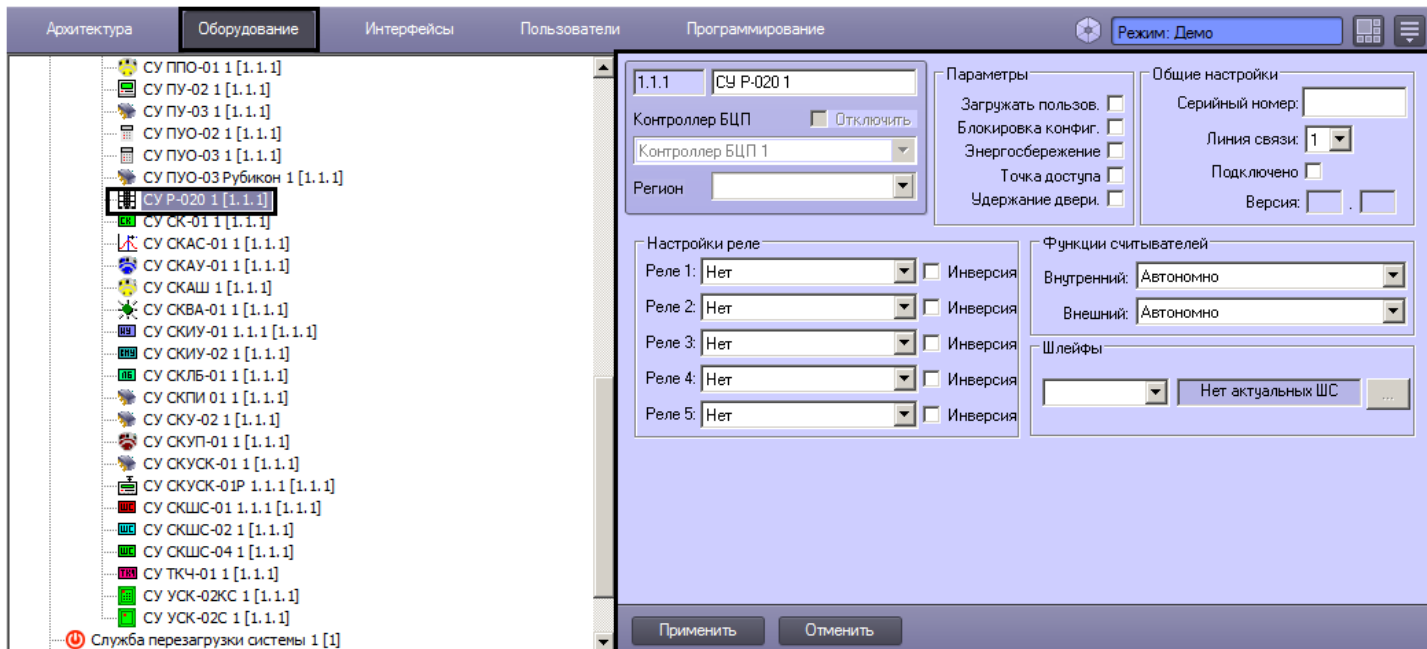 Архитектура Оборудование Интерфейсы Пользователи Программирование Режим: Демо
СУ ППО-01 1 [1.1.1]
СУ ПУ-02 1 [1.1.1]
СУ ПУ-03 1 [1.1.1]
СУ ПУО-02 1 [1.1.1]
СУ ПУО-03 1 [1.1.1]
СУ ПУО-03 Рубикон 1 [1.1.1]
СУ Р-020 1 [1.1.1]
СК СУ СК-01 1 [1.1.1]
СУ СКАС-01 1 [1.1.1]
СУ СКАУ-01 1 [1.1.1]
СУ СКАШ 1 [1.1.1]
СУ СКВА-01 1 [1.1.1]
ИУ СУ СКИУ-01 1.1.1 [1.1.1]
СУ СКИУ-02 1 [1.1.1]
ЛБ СУ СКЛБ-01 1 [1.1.1]
СУ СКПИ 01 1 [1.1.1]
СУ СКУ-02 1 [1.1.1]
СУ СКУП-01 1 [1.1.1]
СУ СКУСК-01 1 [1.1.1]
СУ СКУСК-01Р 1.1.1 [1.1.1]
ШС СУ СКШС-01 1.1.1 [1.1.1]
ШС СУ СКШС-02 1 [1.1.1]
ШС СУ СКШС-04 1 [1.1.1]
ТКЧ СУ ТКЧ-01 1 [1.1.1]
СУ УСК-02КС 1 [1.1.1]
СУ УСК-02С 1 [1.1.1]
Служба перезагрузки системы 1 [1]
1.1.1 СУ Р-020 1
Контроллер БЦП Отключить
Контроллер БЦП 1
Регион
Параметры
Загружать пользов.
Блокировка конфиг.
Энергосбережение
Точка доступа
Удержание двери.
Общие настройки
Серийный номер:
Линия связи: 1
Подключено
Версия: .
Настройки реле
Реле 1: Нет Инверсия
Реле 2: Нет Инверсия
Реле 3: Нет Инверсия
Реле 4: Нет Инверсия
Реле 5: Нет Инверсия
Функции считывателей
Внутренний: Автономно
Внешний: Автономно
Шлейфы
Нет актуальных ШС ...
Применить Отменить